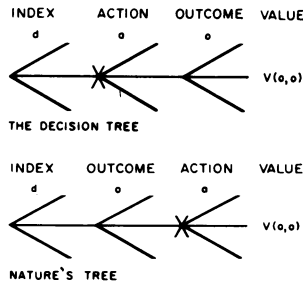 INDEX ACTION OUTCOME VALUE
d a o
V(a,o)
THE DECISION TREE
INDEX OUTCOME ACTION VALUE
d o a
V(a,o)
NATURE'S TREE